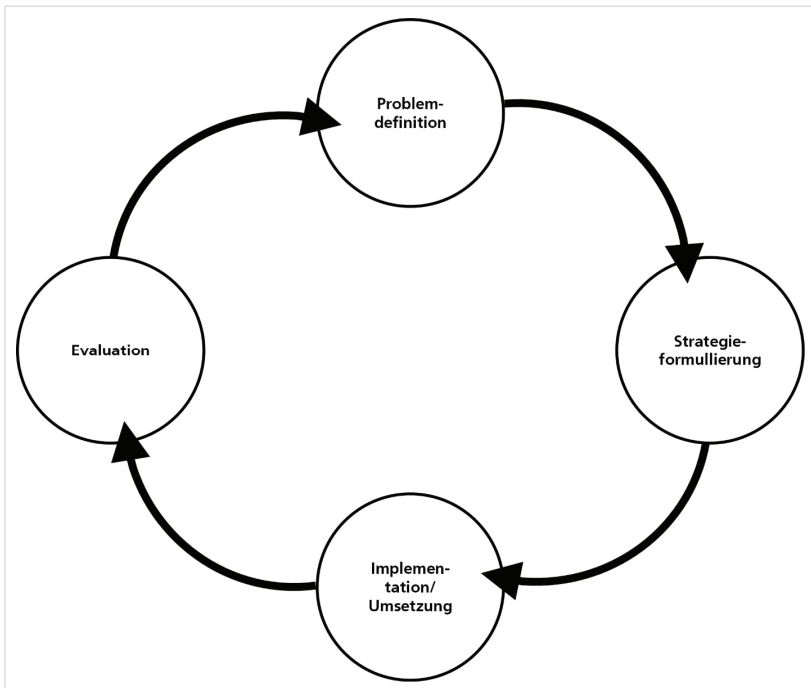 Problem-
definition
Strategie-
formullierung
Implemen-
tation/
Umsetzung
Evaluation